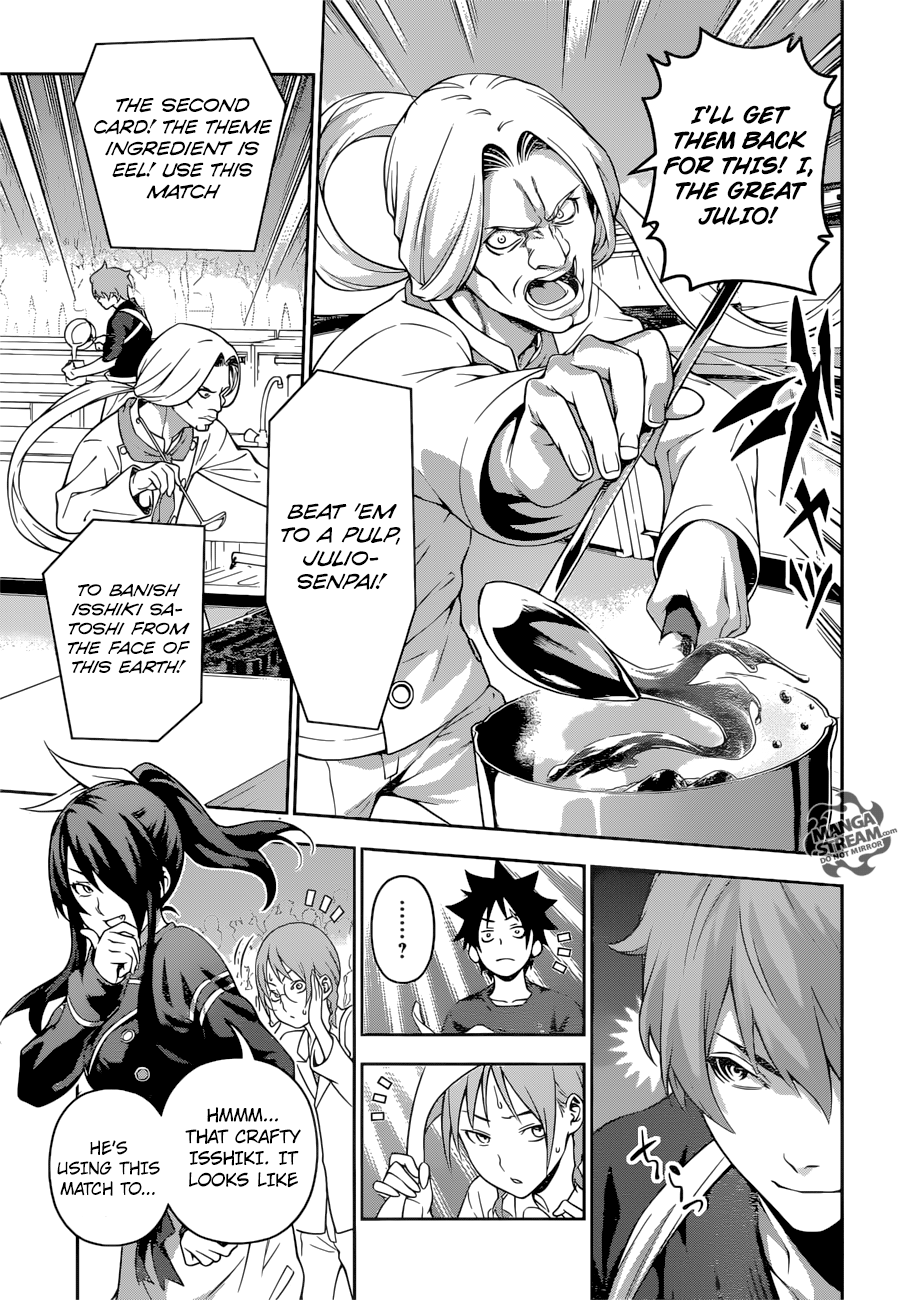 I'LL GET
THEM BACK
FOR THIS! I,
THE GREAT
JULIO!
BEAT 'EM
TO A PULP,
JULIO-
SENPAI!
THE SECOND
CARD! THE THEME
INGREDIENT IS
EEL! USE THIS
MATCH
TO BANISH
ISSHIKI SA-
TOSHI FROM
THE FACE OF
THIS EARTH!
MANGA
STREAM.com
DO NOT MIRROR
........
?
HMMM...
THAT CRAFTY
ISSHIKI. IT
LOOKS LIKE
HE'S
USING THIS
MATCH TO...